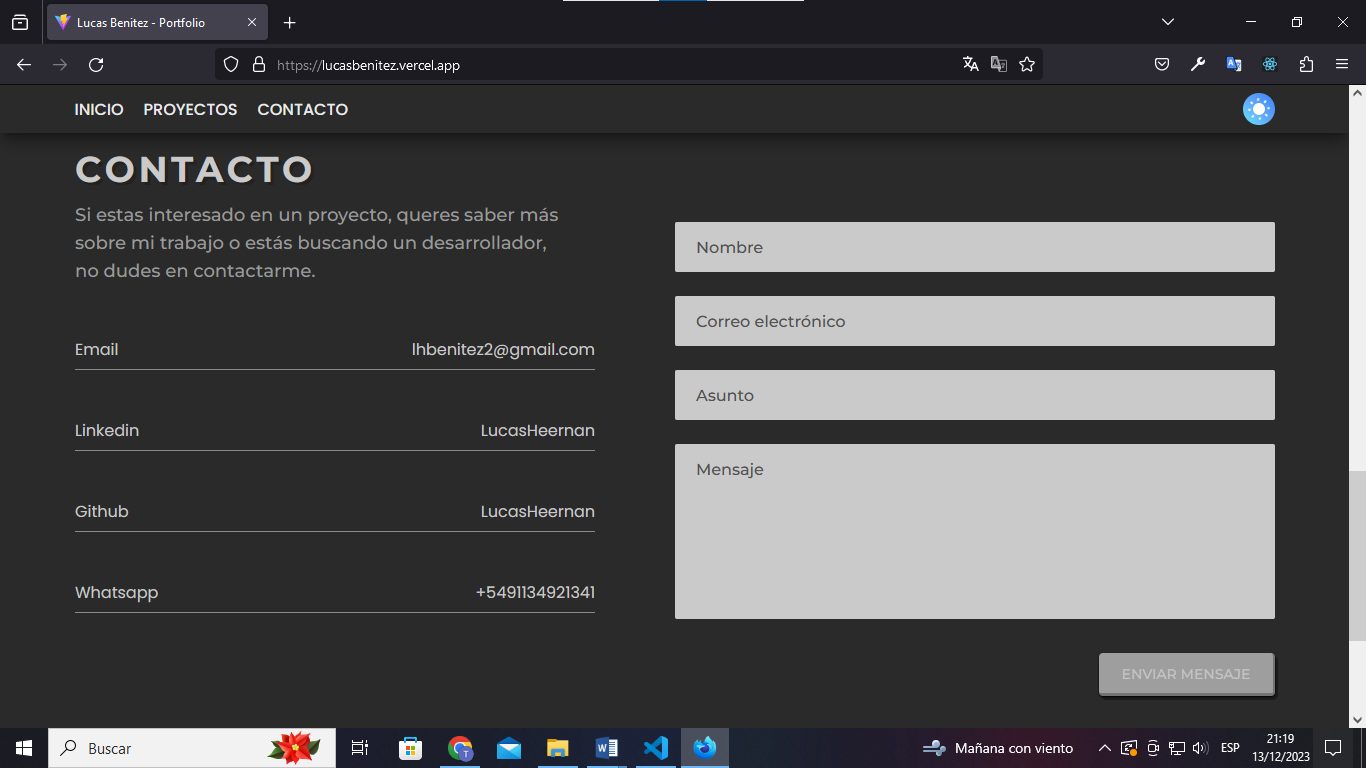 Lucas Benitez - Portfolio
https://lucasbenitez.vercel.app
INICIO PROYECTOS CONTACTO
CONTACTO
Si estas interesado en un proyecto, queres saber más
sobre mi trabajo o estás buscando un desarrollador,
no dudes en contactarme.
Email lhbenitez2@gmail.com
Linkedin LucasHeernan
Github LucasHeernan
Whatsapp +5491134921341
Nombre
Correo electrónico
Asunto
Mensaje
ENVIAR MENSAJE
Buscar
T
Mañana con viento
ESP
21:19
13/12/2023